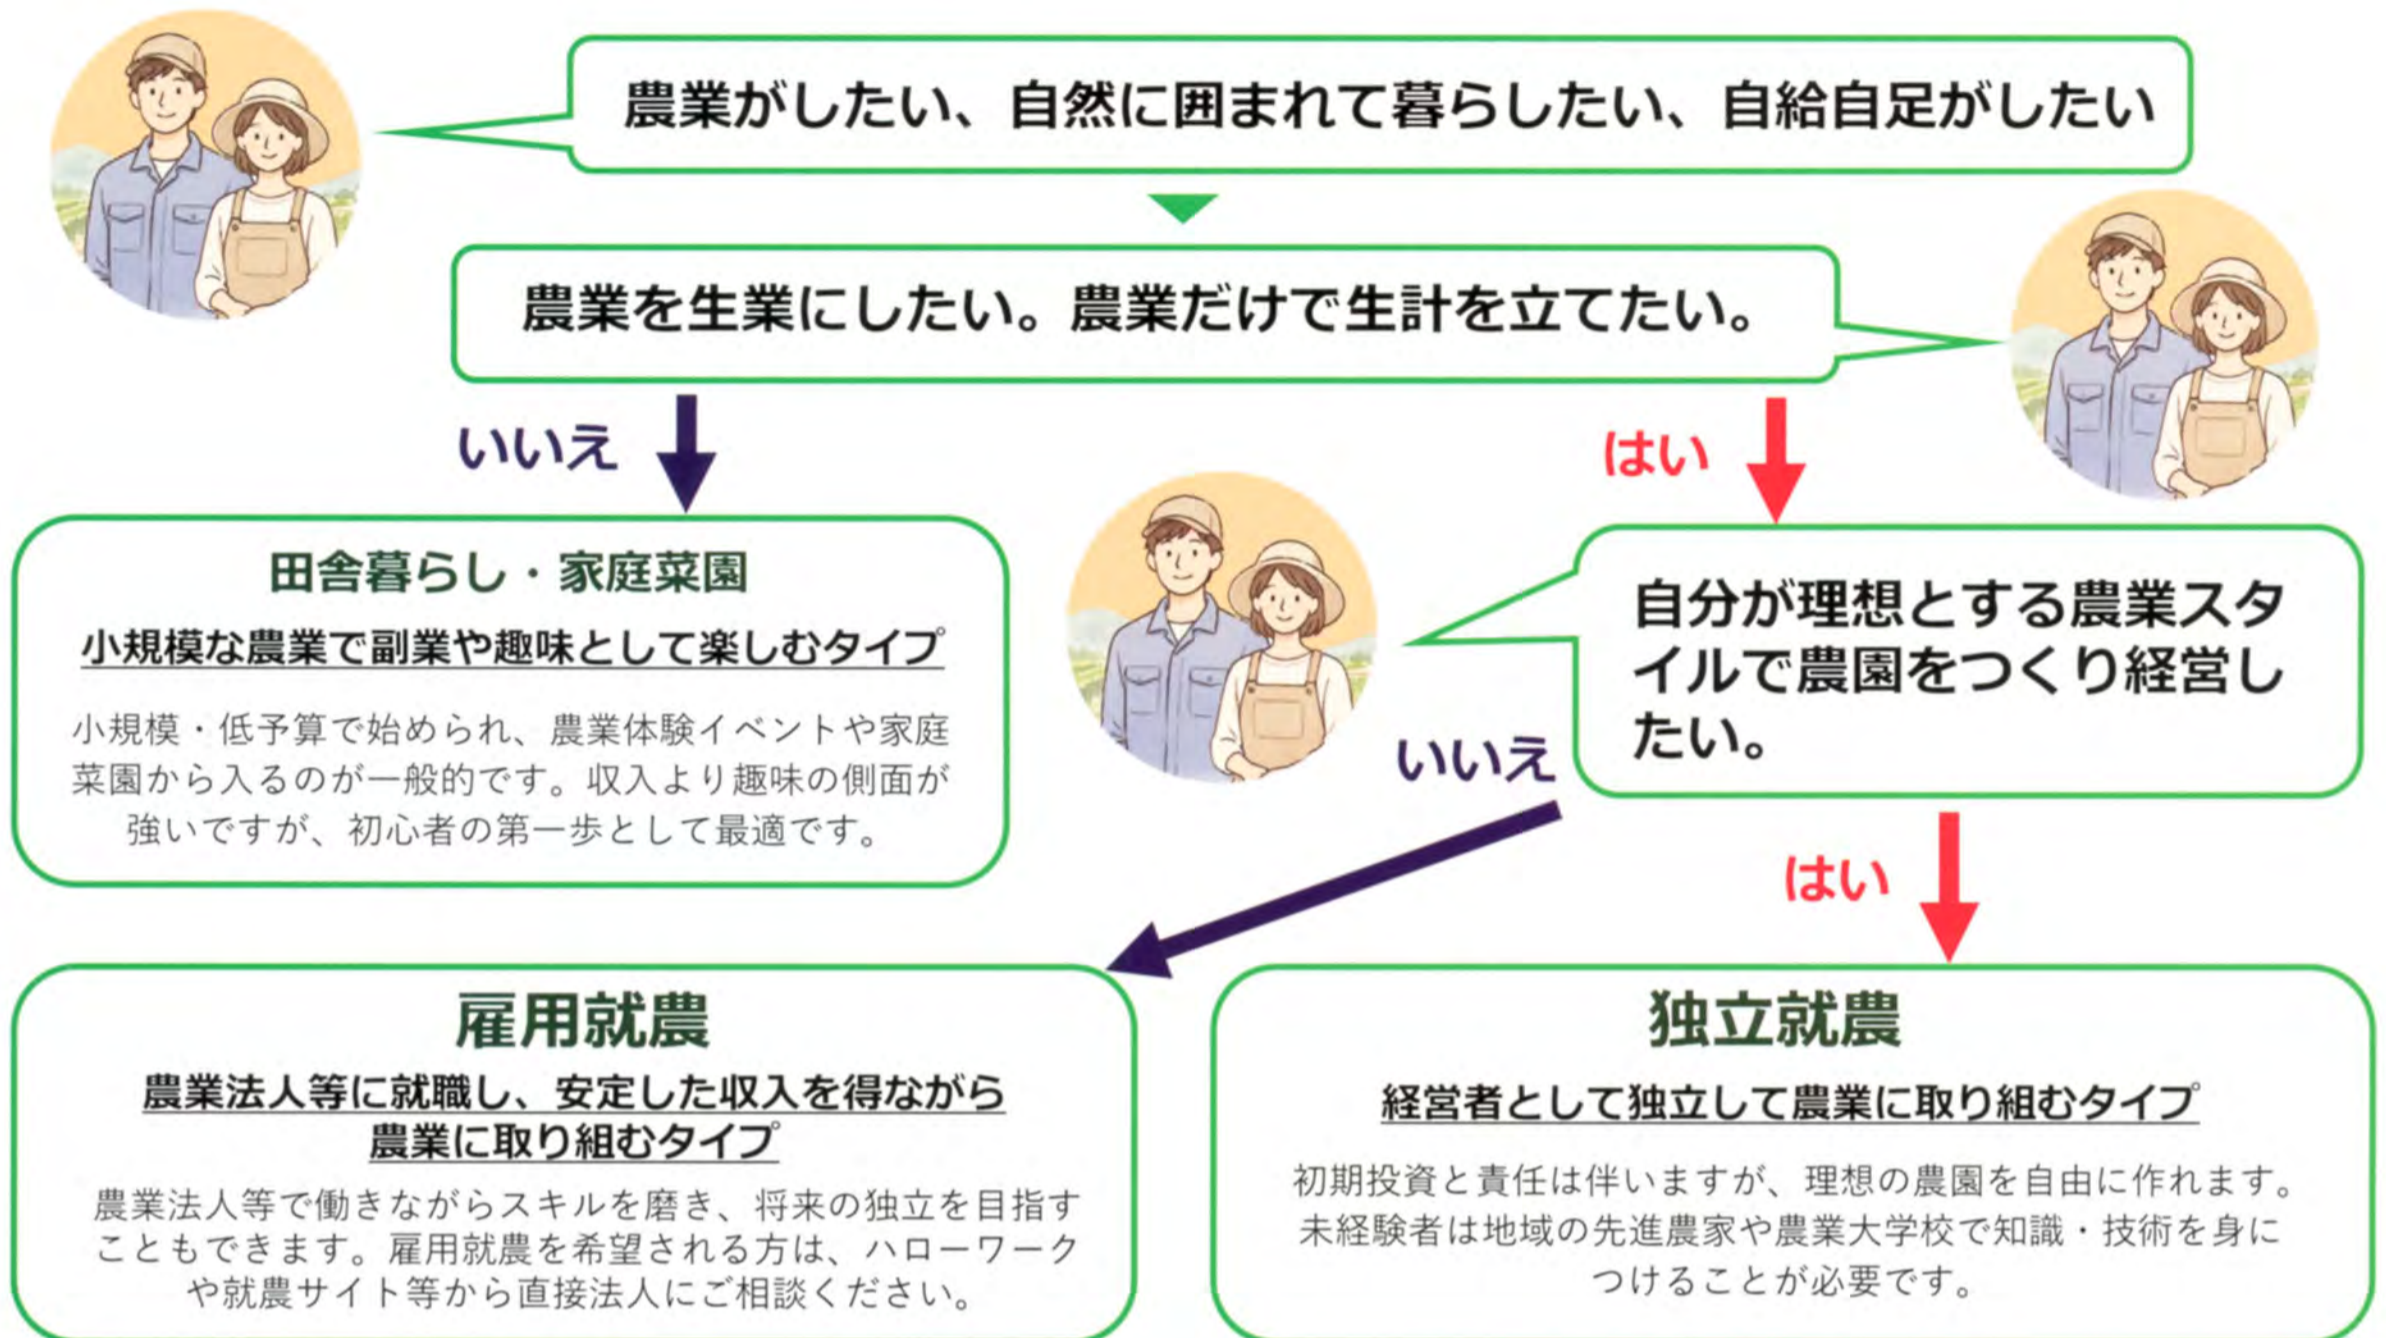 農業がしたい、自然に囲まれて暮らしたい、自給自足がしたい
農業を生業にしたい。農業だけで生計を立てたい。
いいえ
はい
田舎暮らし・家庭菜園
小規模な農業で副業や趣味として楽しむタイプ
小規模・低予算で始められ、農業体験イベントや家庭
菜園から入るのが一般的です。収入より趣味の側面が
強いですが、初心者の第一歩として最適です。
自分が理想とする農業スタ
イルで農園をつくり経営し
たい。
いいえ
はい
雇用就農
農業法人等に就職し、安定した収入を得ながら
農業に取り組むタイプ
農業法人等で働きながらスキルを磨き、将来の独立を目指す
こともできます。雇用就農を希望される方は、ハローワーク
や就農サイト等から直接法人にご相談ください。
独立就農
経営者として独立して農業に取り組むタイプ
初期投資と責任は伴いますが、理想の農園を自由に作れます。
未経験者は地域の先進農家や農業大学校で知識・技術を身に
つけることが必要です。